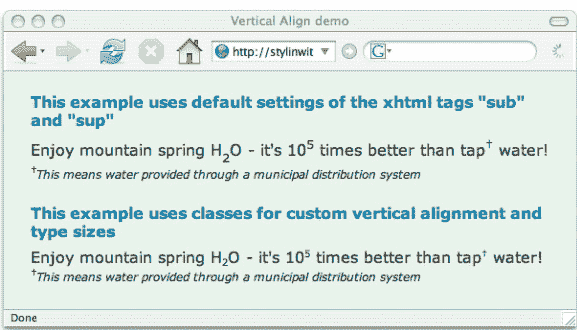 Vertical Align demo
http://stylinwit
G
This example uses default settings of the xhtml tags "sub"
and "sup"
Enjoy mountain spring H₂O - it's 10⁵ times better than tap† water!
†This means water provided through a municipal distribution system
This example uses classes for custom vertical alignment and
type sizes
Enjoy mountain spring H₂O - it's 10⁵ times better than tap† water!
†This means water provided through a municipal distribution system
Done